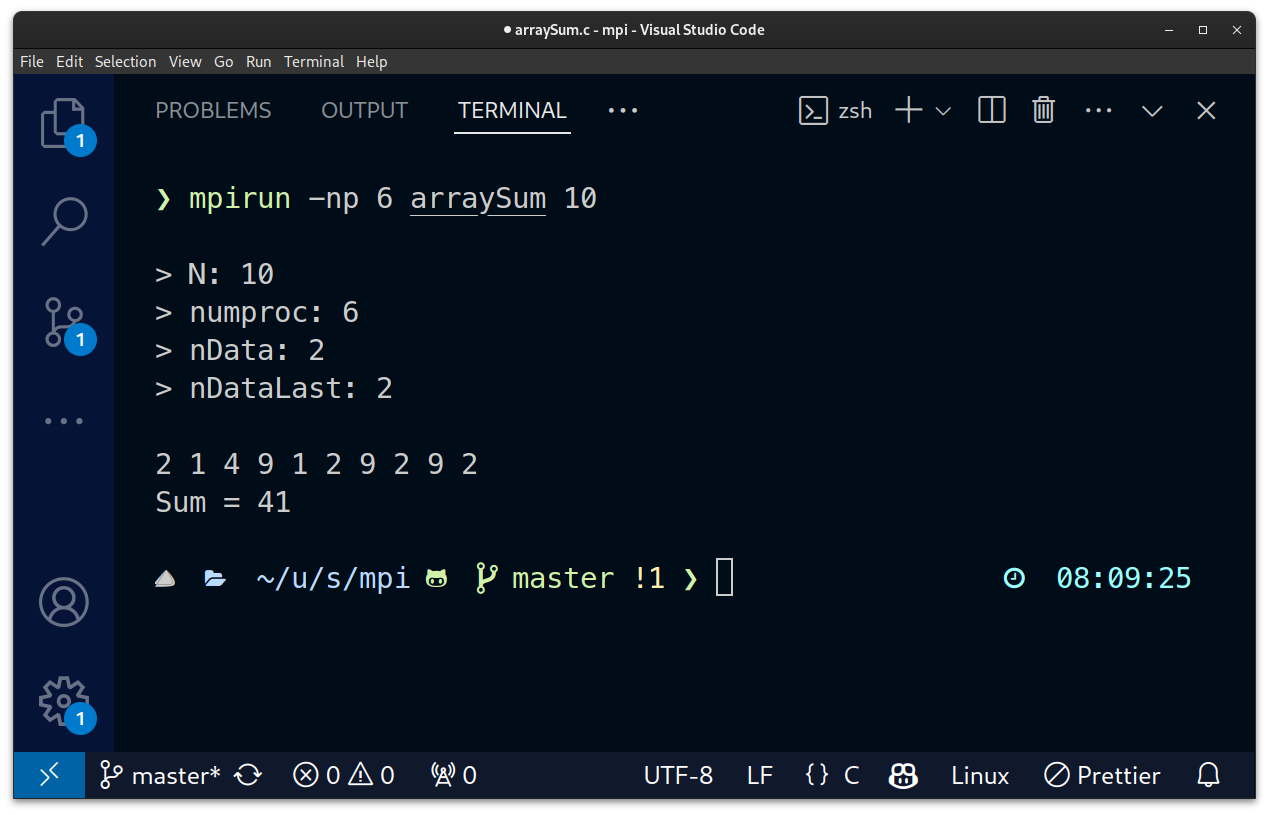 ● arraySum.c - mpi - Visual Studio Code
File Edit Selection View Go Run Terminal Help
PROBLEMS OUTPUT TERMINAL ··· zsh
1
1
1
❯ mpirun -np 6 arraySum 10
> N: 10
> numproc: 6
> nData: 2
> nDataLast: 2
2 1 4 9 1 2 9 2 9 2
Sum = 41
~/u/s/mpi master !1 ❯ 08:09:25
master* 0 0 0 UTF-8 LF {} C Linux Prettier